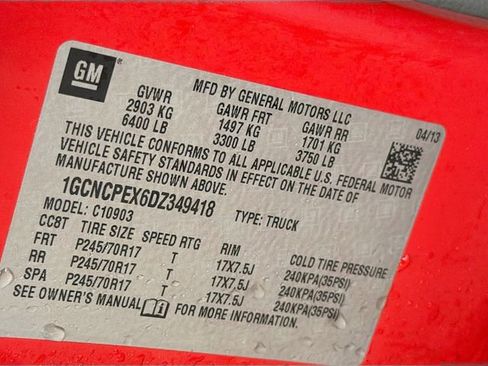 GM
MFD BY GENERAL MOTORS LLC 04/13
GVWR GAWR FRT GAWR RR
2903 KG 1497 KG 1701 KG
6400 LB 3300 LB 3750 LB
THIS VEHICLE CONFORMS TO ALL APPLICABLE U.S. FEDERAL MOTOR
VEHICLE SAFETY STANDARDS IN EFFECT ON THE DATE OF
MANUFACTURE SHOWN ABOVE.
1GCNCPEX6DZ349418 TYPE: TRUCK
MODEL: C10903
CC8T TIRE SIZE SPEED RTG RIM COLD TIRE PRESSURE
FRT P245/70R17 T 17X7.5J 240KPA(35PSI)
RR P245/70R17 T 17X7.5J 240KPA(35PSI)
SPA P245/70R17 T 17X7.5J 240KPA(35PSI)
SEE OWNER'S MANUAL FOR MORE INFORMATION.